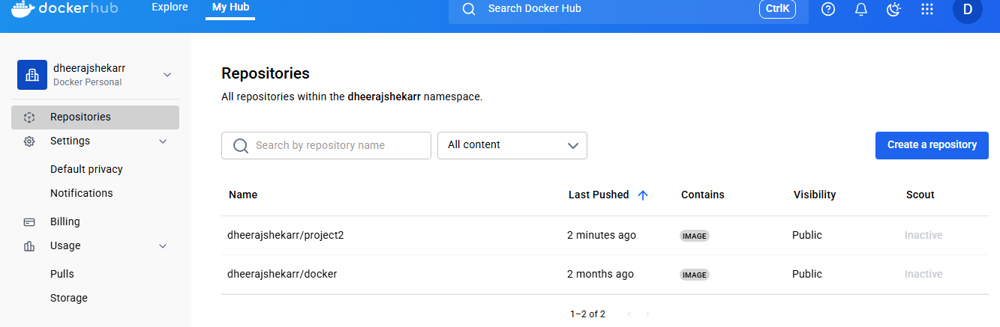 dockerhub
Explore
My Hub
Search Docker Hub
CtrlK
D
dheerajshekarr
Docker Personal
Repositories
Settings
Default privacy
Notifications
Billing
Usage
Pulls
Storage
Repositories
All repositories within the dheerajshekarr namespace.
Search by repository name
All content
Create a repository
Name Last Pushed Contains Visibility Scout
dheerajshekarr/project2 2 minutes ago IMAGE Public Inactive
dheerajshekarr/docker 2 months ago IMAGE Public Inactive
1–2 of 2